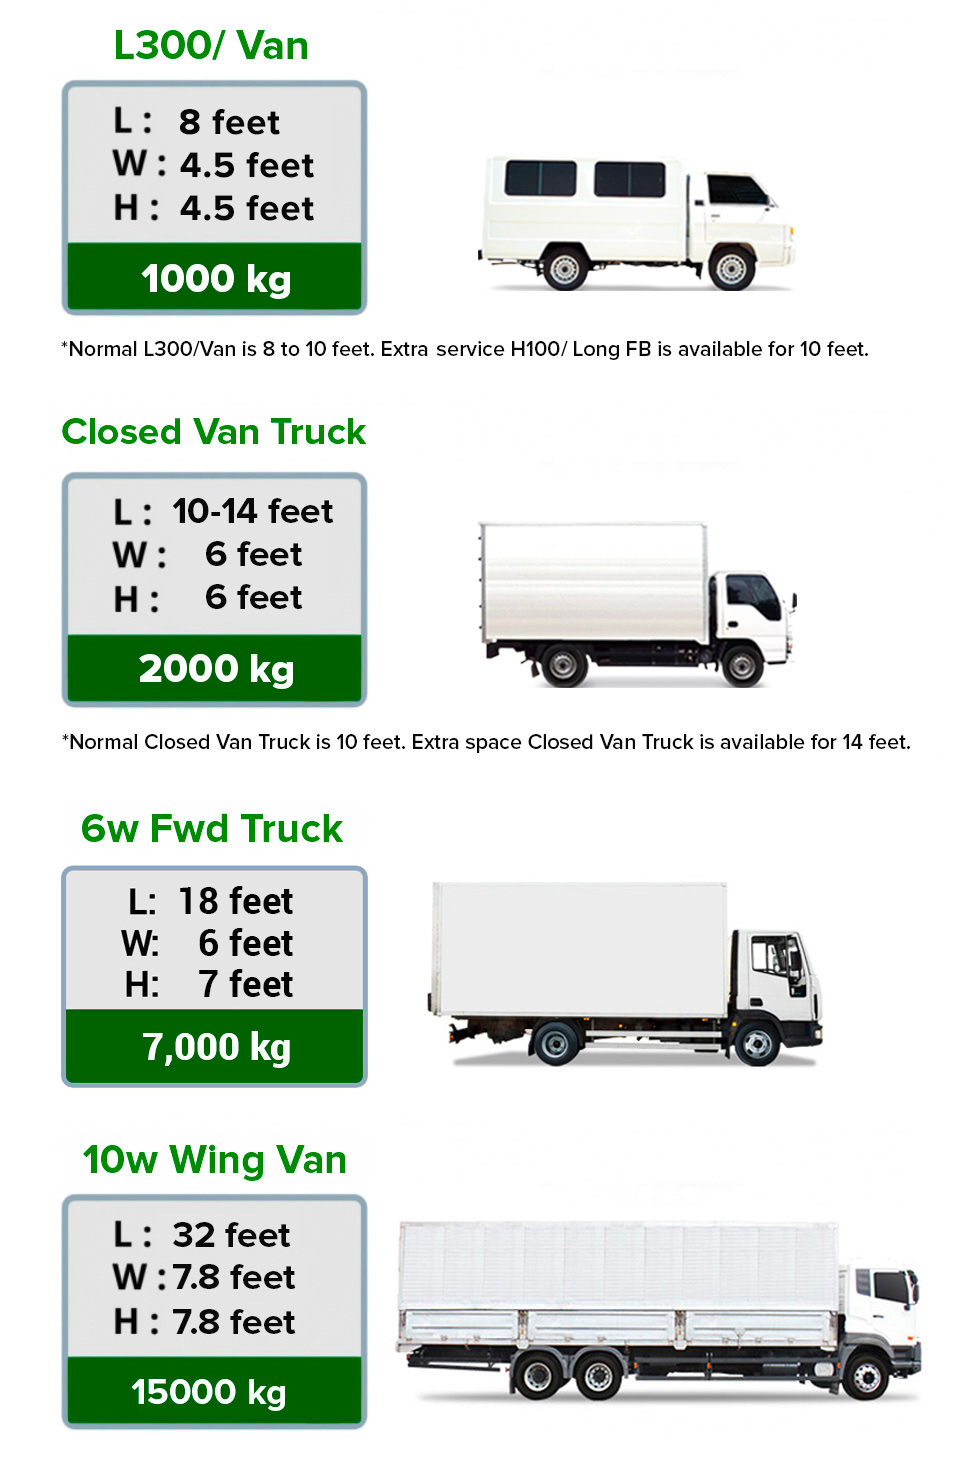 L300/ Van
L: 8 feet
W: 4.5 feet
H: 4.5 feet
1000 kg
*Normal L300/Van is 8 to 10 feet. Extra service H100/ Long FB is available for 10 feet.
Closed Van Truck
L: 10-14 feet
W: 6 feet
H: 6 feet
2000 kg
*Normal Closed Van Truck is 10 feet. Extra space Closed Van Truck is available for 14 feet.
6w Fwd Truck
L: 18 feet
W: 6 feet
H: 7 feet
7,000 kg
10w Wing Van
L: 32 feet
W: 7.8 feet
H: 7.8 feet
15000 kg